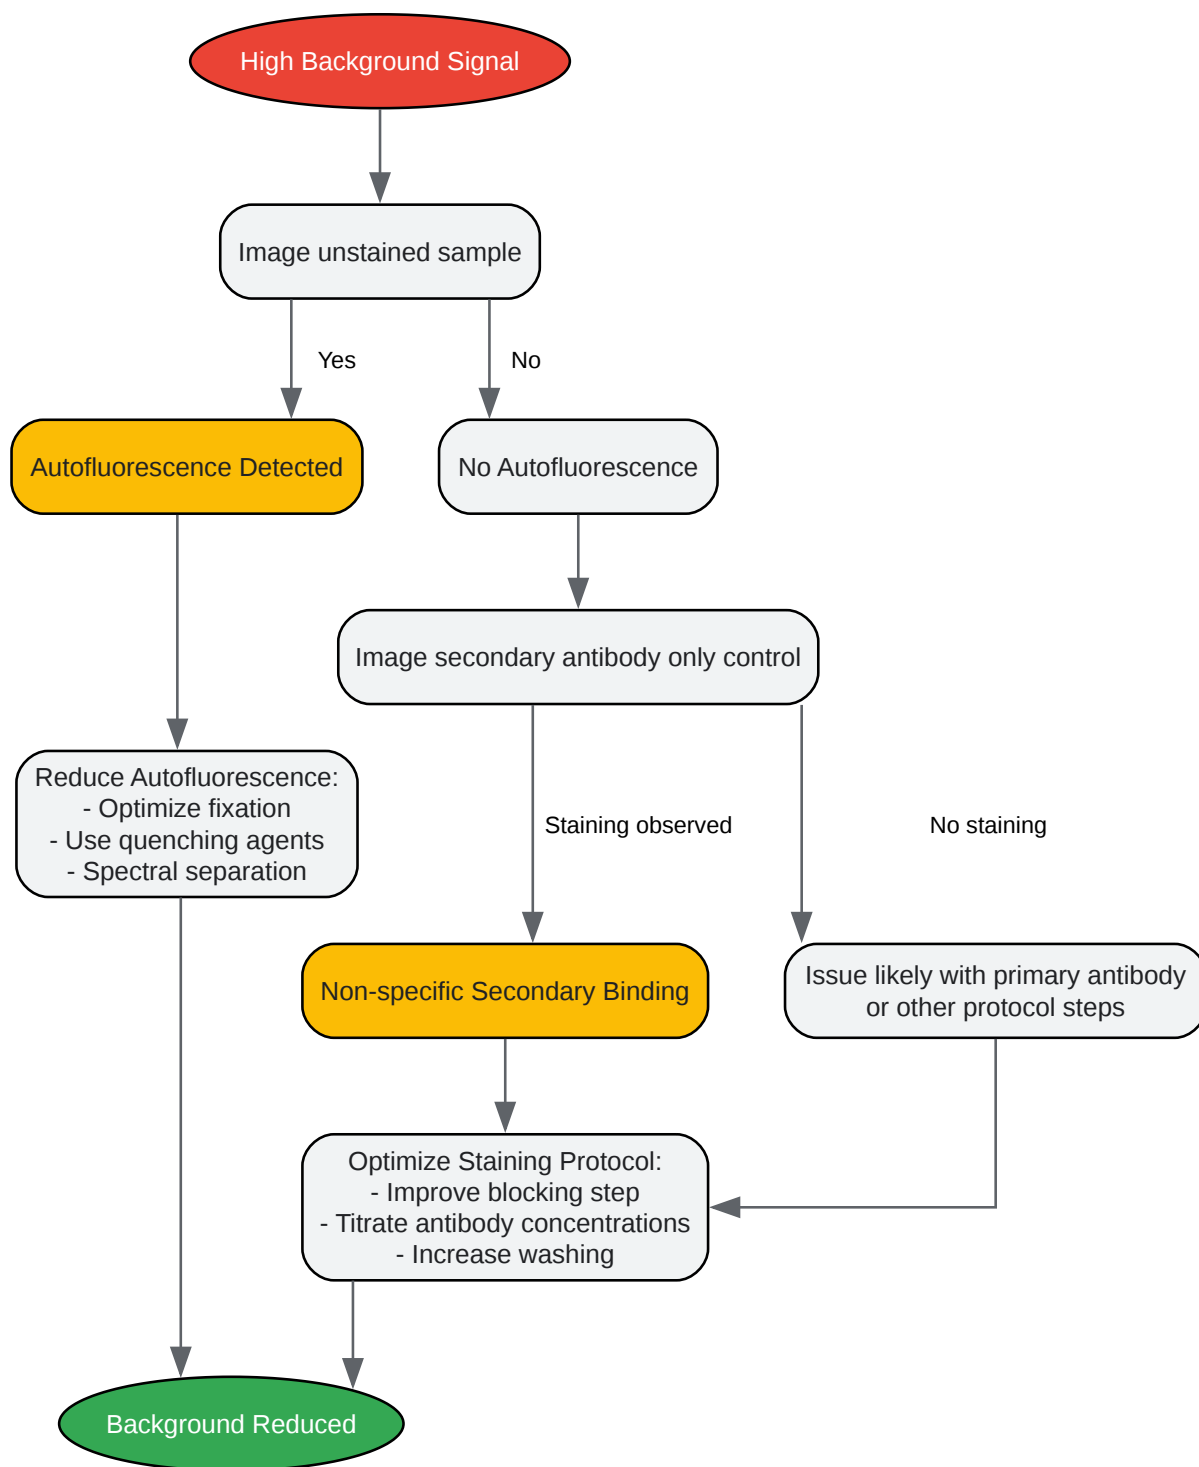 High Background Signal
Image unstained sample
Yes
No
Autofluorescence Detected
No Autofluorescence
Image secondary antibody only control
Reduce Autofluorescence:
- Optimize fixation
- Use quenching agents
- Spectral separation
Staining observed
No staining
Non-specific Secondary Binding
Issue likely with primary antibody
or other protocol steps
Optimize Staining Protocol:
- Improve blocking step
- Titrate antibody concentrations
- Increase washing
Background Reduced